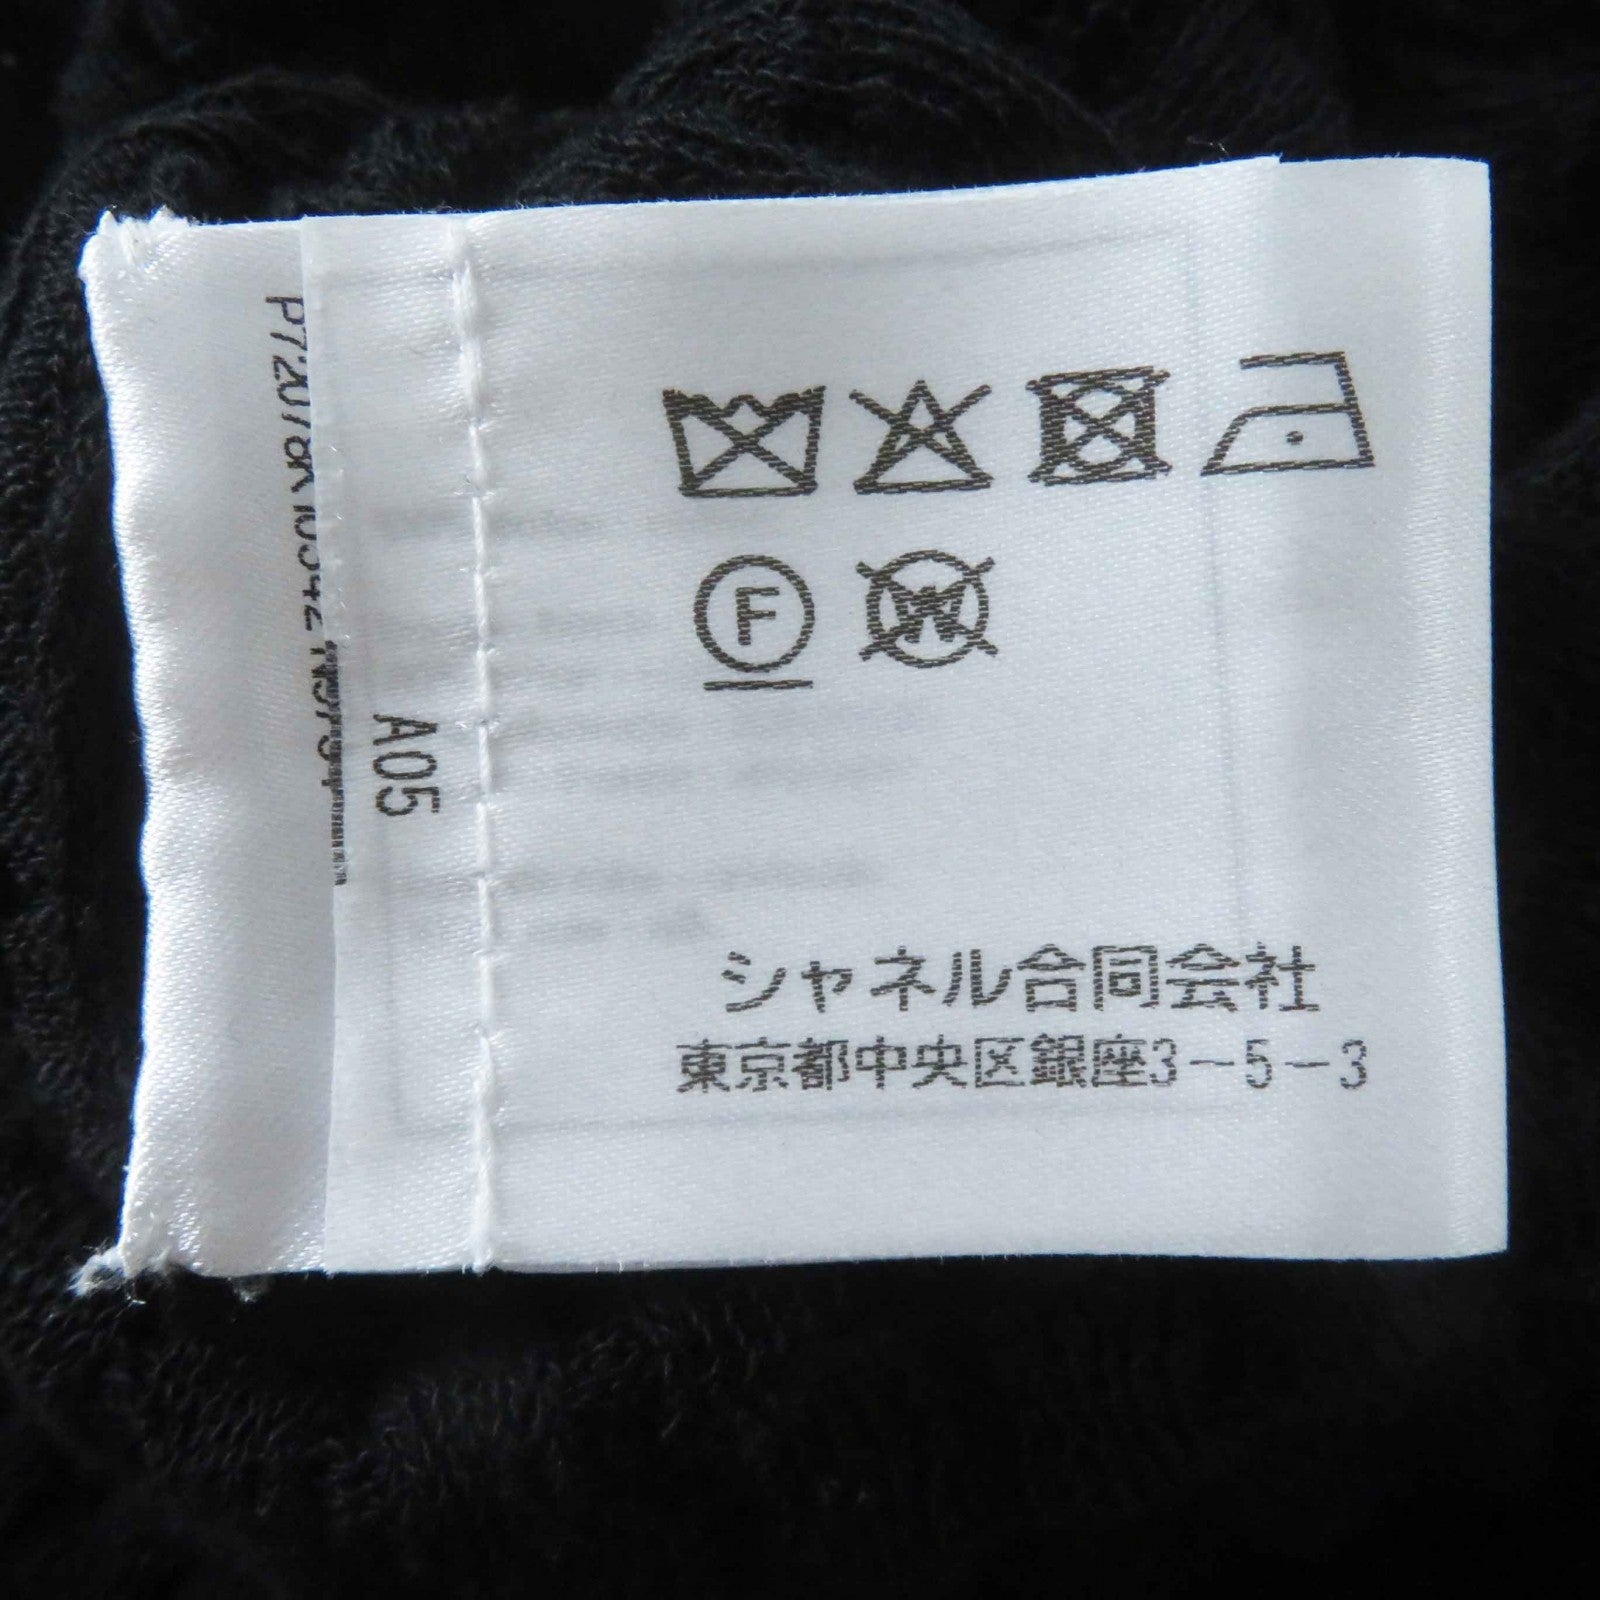 F
W
A05
シャネル合同会社
東京都中央区銀座3-5-3